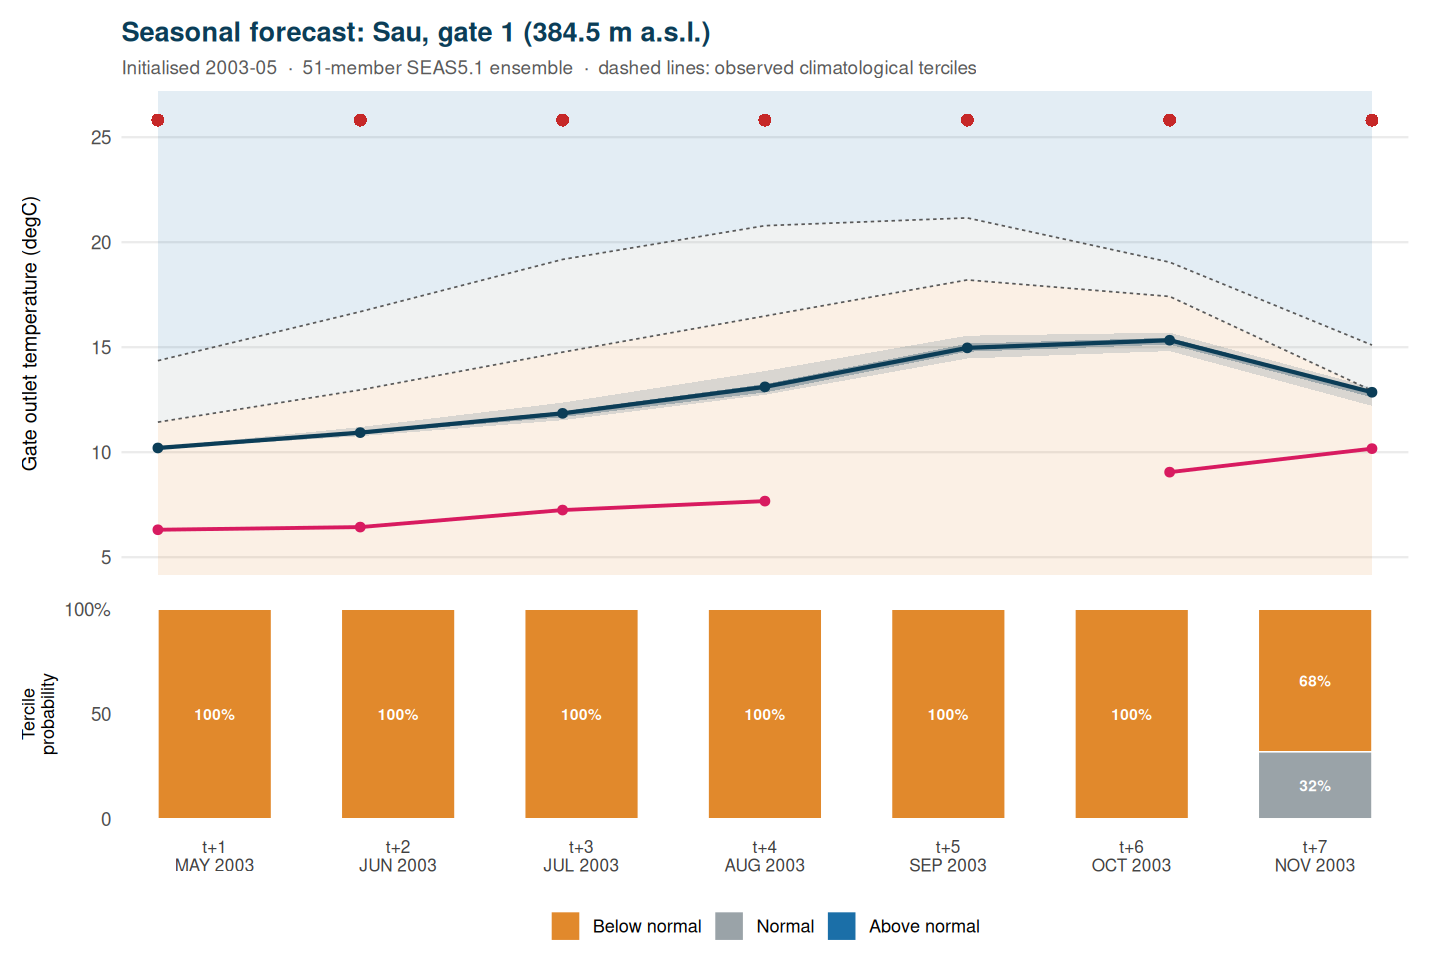 Seasonal forecast: Sau, gate 1 (384.5 m a.s.l.)
Initialised 2003-05 · 51-member SEAS5.1 ensemble · dashed lines: observed climatological terciles
Gate outlet temperature (degC)
25
20
15
10
5
Tercile
probability
100%
50
0
100%
100%
100%
100%
100%
100%
68%
32%
t+1
MAY 2003
t+2
JUN 2003
t+3
JUL 2003
t+4
AUG 2003
t+5
SEP 2003
t+6
OCT 2003
t+7
NOV 2003
Below normal
Normal
Above normal